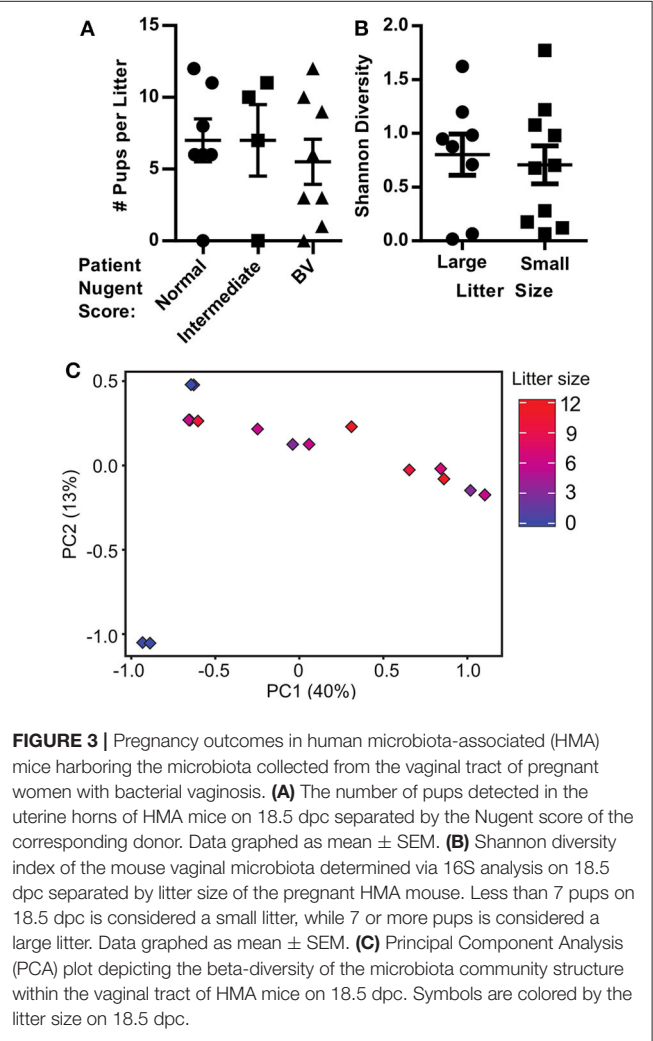 A
B
15
10
5
0
# Pups per Litter
Patient
Nugent
Score:
Normal
Intermediate
BV
2.0
1.5
1.0
0.5
0.0
Shannon Diversity
Large
Small
Litter Size
C
0.5
0.0
-0.5
-1.0
PC2 (13%)
-1.0
-0.5
0
0.5
1.0
PC1 (40%)
Litter size
12
9
6
3
0
FIGURE 3 | Pregnancy outcomes in human microbiota-associated (HMA)
mice harboring the microbiota collected from the vaginal tract of pregnant
women with bacterial vaginosis. (A) The number of pups detected in the
uterine horns of HMA mice on 18.5 dpc separated by the Nugent score of the
corresponding donor. Data graphed as mean ± SEM. (B) Shannon diversity
index of the mouse vaginal microbiota determined via 16S analysis on 18.5
dpc separated by litter size of the pregnant HMA mouse. Less than 7 pups on
18.5 dpc is considered a small litter, while 7 or more pups is considered a
large litter. Data graphed as mean ± SEM. (C) Principal Component Analysis
(PCA) plot depicting the beta-diversity of the microbiota community structure
within the vaginal tract of HMA mice on 18.5 dpc. Symbols are colored by the
litter size on 18.5 dpc.